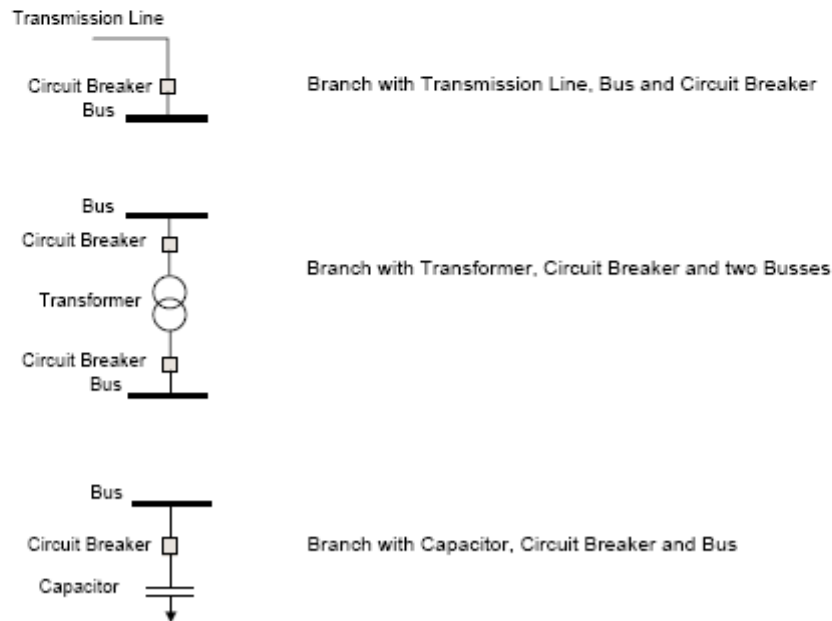 Transmission Line
Circuit Breaker
Bus
Branch with Transmission Line, Bus and Circuit Breaker
Bus
Circuit Breaker
Transformer
Branch with Transformer, Circuit Breaker and two Busses
Circuit Breaker
Bus
Bus
Circuit Breaker
Branch with Capacitor, Circuit Breaker and Bus
Capacitor